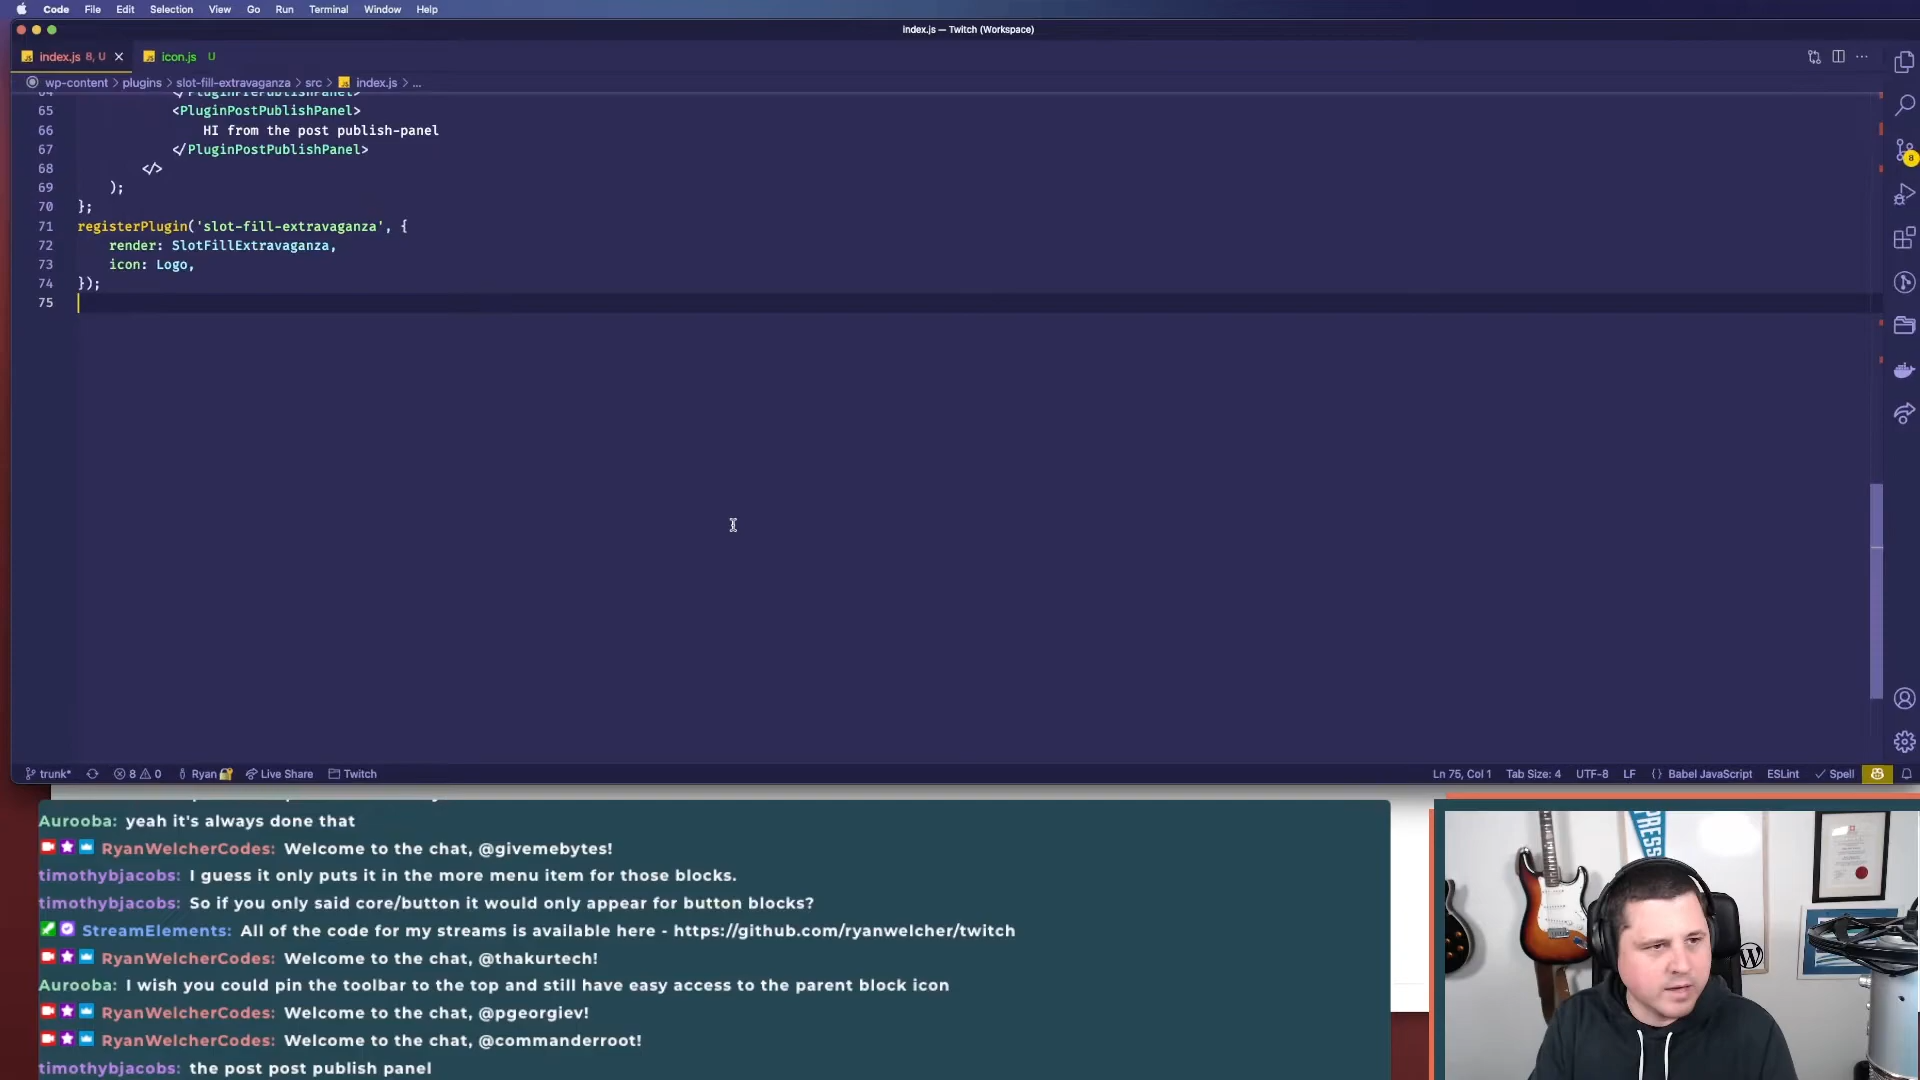 Code File Edit Selection View Go Run Terminal Window Help
index.js — Twitch (Workspace)
index.js 8, U
icon.js U
wp-content > plugins > slot-fill-extravaganza > src > index.js > ...
64 </PluginPrePublishPanel>
65 <PluginPostPublishPanel>
66 HI from the post publish-panel
67 </PluginPostPublishPanel>
68 </>
69 );
70 };
71 registerPlugin('slot-fill-extravaganza', {
72 render: SlotFillExtravaganza,
73 icon: Logo,
74 });
75
8
trunk* 8 0 Ryan Live Share Twitch Ln 75, Col 1 Tab Size: 4 UTF-8 LF {} Babel JavaScript ESLint Spell
Aurooba: yeah it's always done that
RyanWelcherCodes: Welcome to the chat, @givemebytes!
timothybjacobs: I guess it only puts it in the more menu item for those blocks.
timothybjacobs: So if you only said core/button it would only appear for button blocks?
StreamElements: All of the code for my streams is available here - https://github.com/ryanwelcher/twitch
RyanWelcherCodes: Welcome to the chat, @thakurtech!
Aurooba: I wish you could pin the toolbar to the top and still have easy access to the parent block icon
RyanWelcherCodes: Welcome to the chat, @pgeorgiev!
RyanWelcherCodes: Welcome to the chat, @commanderroot!
timothybjacobs: the post post publish panel